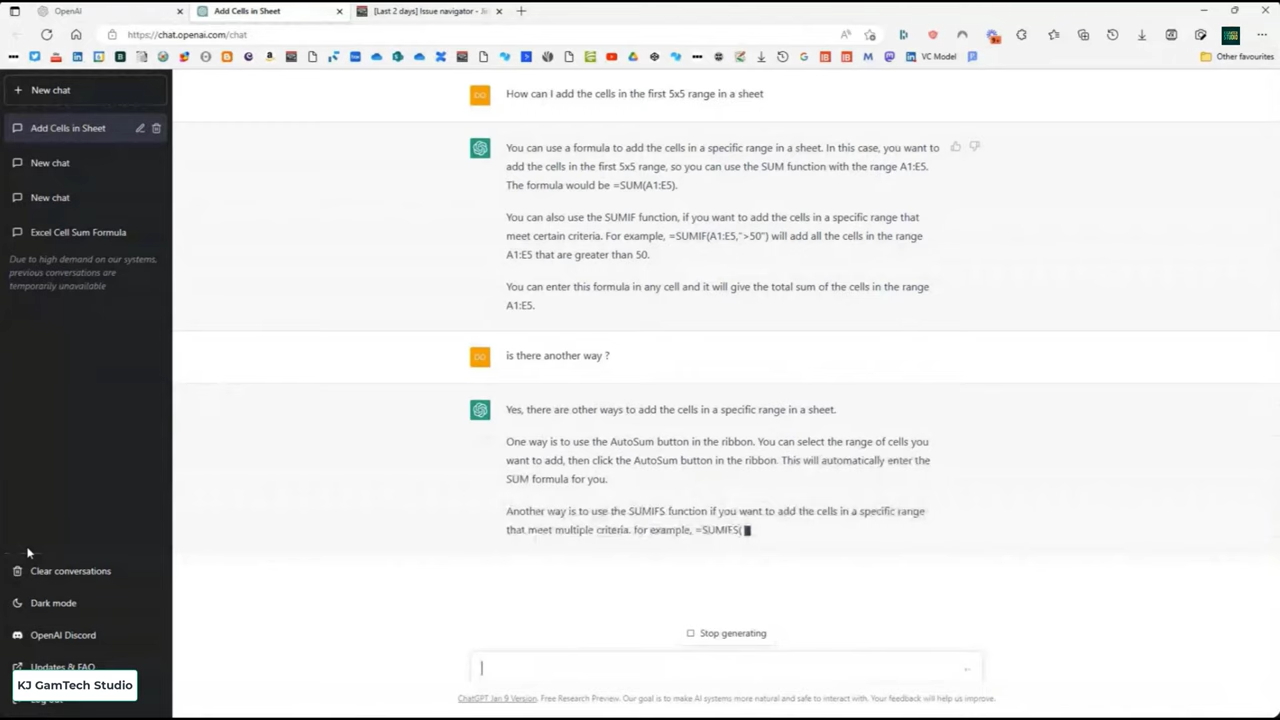 OpenAI
Add Cells in Sheet
[Last 2 days] Issue navigator - Ji
https://chat.openai.com/chat
VC Model
Other favourites
New chat
Add Cells in Sheet
New chat
New chat
Excel Cell Sum Formula
Due to high demand on our systems,
previous conversations are
temporarily unavailable
Clear conversations
Dark mode
OpenAI Discord
Updates & FAQ
KJ GamTech Studio
How can I add the cells in the first 5x5 range in a sheet
You can use a formula to add the cells in a specific range in a sheet. In this case, you want to
add the cells in the first 5x5 range, so you can use the SUM function with the range A1:E5.
The formula would be =SUM(A1:E5).
You can also use the SUMIF function, if you want to add the cells in a specific range that
meet certain criteria. For example, =SUMIF(A1:E5,">50") will add all the cells in the range
A1:E5 that are greater than 50.
You can enter this formula in any cell and it will give the total sum of the cells in the range
A1:E5.
is there another way ?
Yes, there are other ways to add the cells in a specific range in a sheet.
One way is to use the AutoSum button in the ribbon. You can select the range of cells you
want to add, then click the AutoSum button in the ribbon. This will automatically enter the
SUM formula for you.
Another way is to use the SUMIFS function if you want to add the cells in a specific range
that meet multiple criteria. for example, =SUMIFS(
Stop generating
ChatGPT Jan 9 Version. Free Research Preview. Our goal is to make AI systems more natural and safe to interact with. Your feedback will help us improve.